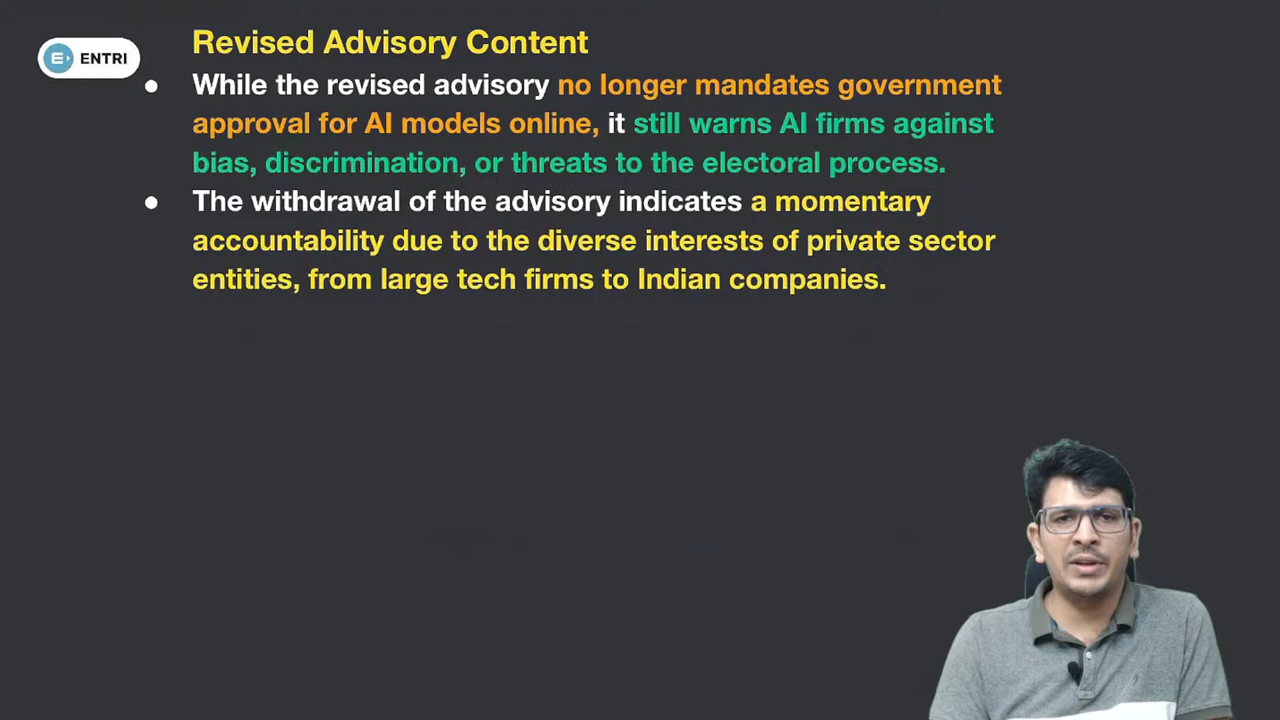 Revised Advisory Content
ENTRI
● While the revised advisory no longer mandates government
approval for AI models online, it still warns AI firms against
bias, discrimination, or threats to the electoral process.
● The withdrawal of the advisory indicates a momentary
accountability due to the diverse interests of private sector
entities, from large tech firms to Indian companies.